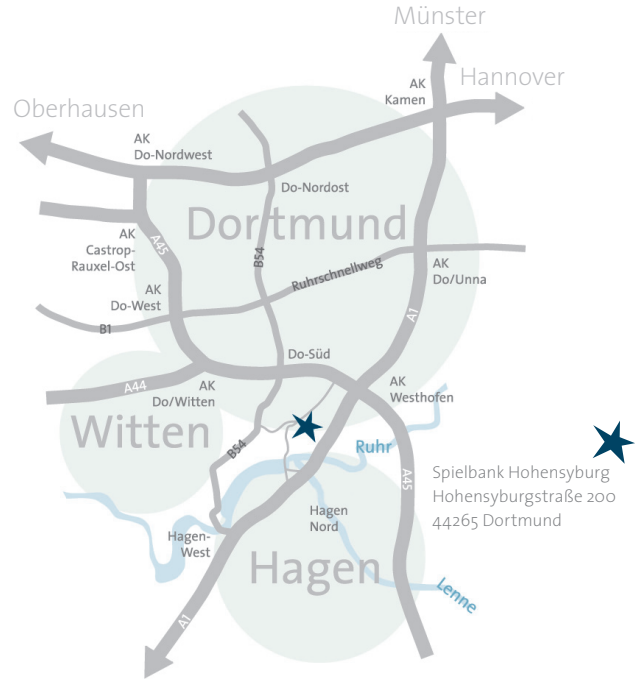 Münster
Hannover
AK
Kamen
Oberhausen
AK
Do-Nordwest
Do-Nordost
Dortmund
AK
Castrop-
Rauxel-Ost
A45
B54
Ruhrschnellweg
AK
Do/Unna
AK
Do-West
B1
A1
Do-Süd
A44
AK
Do/Witten
AK
Westhofen
Witten
B54
Ruhr
A45
Spielbank Hohensyburg
Hohensyburgstraße 200
44265 Dortmund
Hagen
Nord
Hagen-
West
Hagen
Lenne
A1